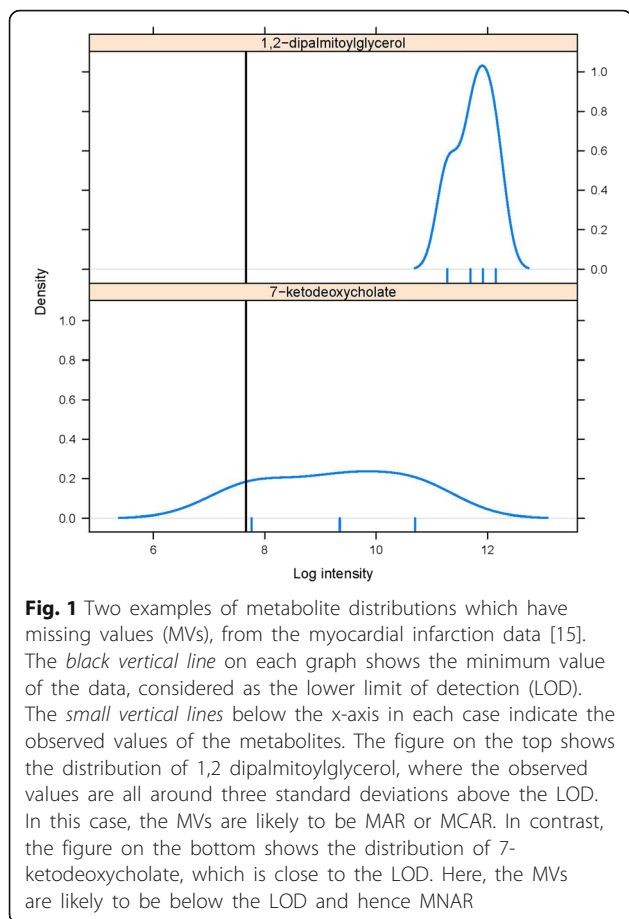 1,2−dipalmitoylglycerol
1.0
0.8
0.6
0.4
0.2
0.0
7−ketodeoxycholate
1.0
0.8
0.6
0.4
0.2
0.0
Density
6 8 10 12
Log intensity
Fig. 1 Two examples of metabolite distributions which have
missing values (MVs), from the myocardial infarction data [15].
The black vertical line on each graph shows the minimum value
of the data, considered as the lower limit of detection (LOD).
The small vertical lines below the x-axis in each case indicate the
observed values of the metabolites. The figure on the top shows
the distribution of 1,2 dipalmitoylglycerol, where the observed
values are all around three standard deviations above the LOD.
In this case, the MVs are likely to be MAR or MCAR. In contrast,
the figure on the bottom shows the distribution of 7-
ketodeoxycholate, which is close to the LOD. Here, the MVs
are likely to be below the LOD and hence MNAR